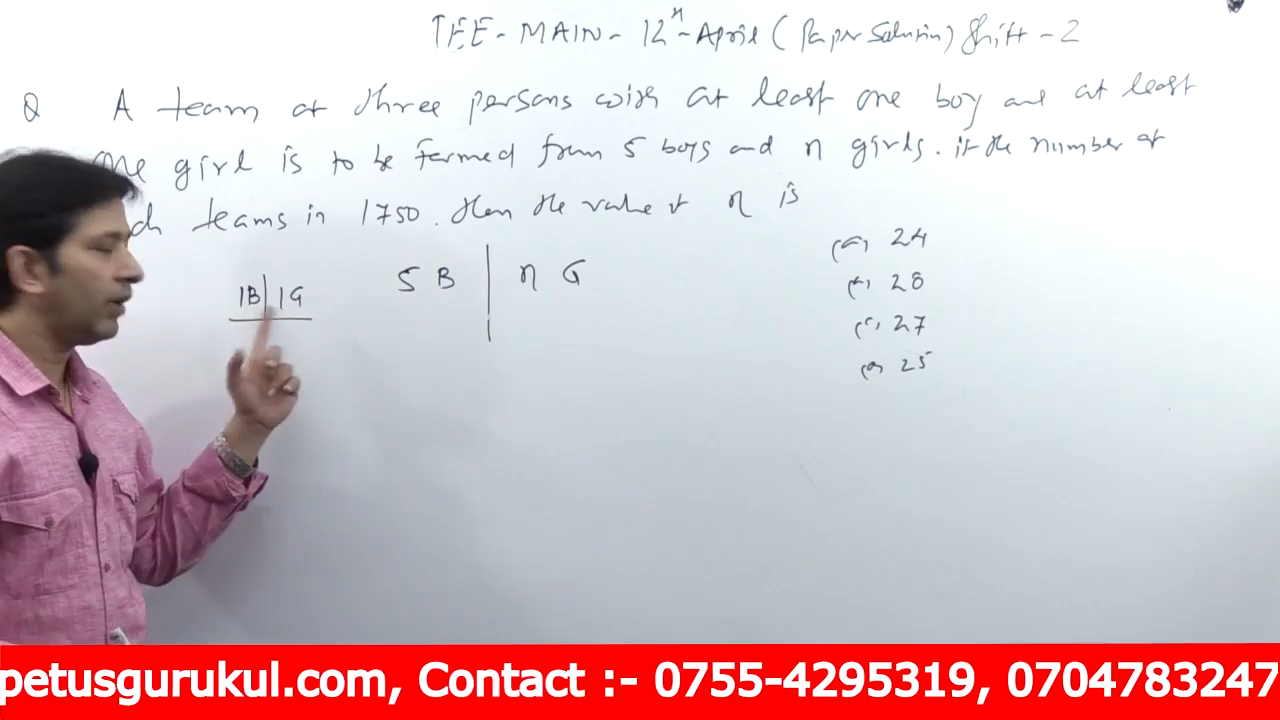 JEE-MAIN-12th-April (Paper Solution) Shift-2
Q A team of three persons with at least one boy and at least
one girl is to be formed from 5 boys and n girls. if the number of
such teams is 1750. then the value of n is
(a) 24
1B 1G 5 B n G
(b) 28
(c) 27
(d) 25
petusgurukul.com, Contact :- 0755-4295319, 0704783247